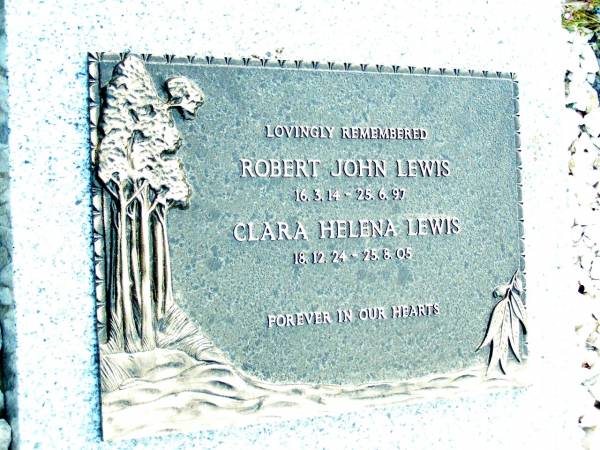 LOVINGLY REMEMBERED
ROBERT JOHN LEWIS
16. 3. 14 - 25. 6. 97
CLARA HELENA LEWIS
18. 12. 24 - 25. 8. 05
FOREVER IN OUR HEARTS